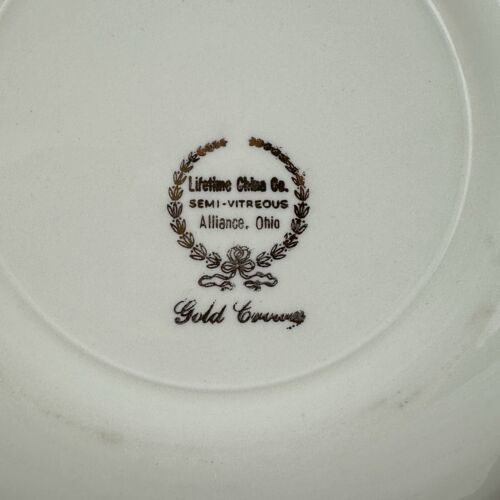 Lifetime China Co.
SEMI-VITREOUS
Alliance, Ohio
Gold Crown